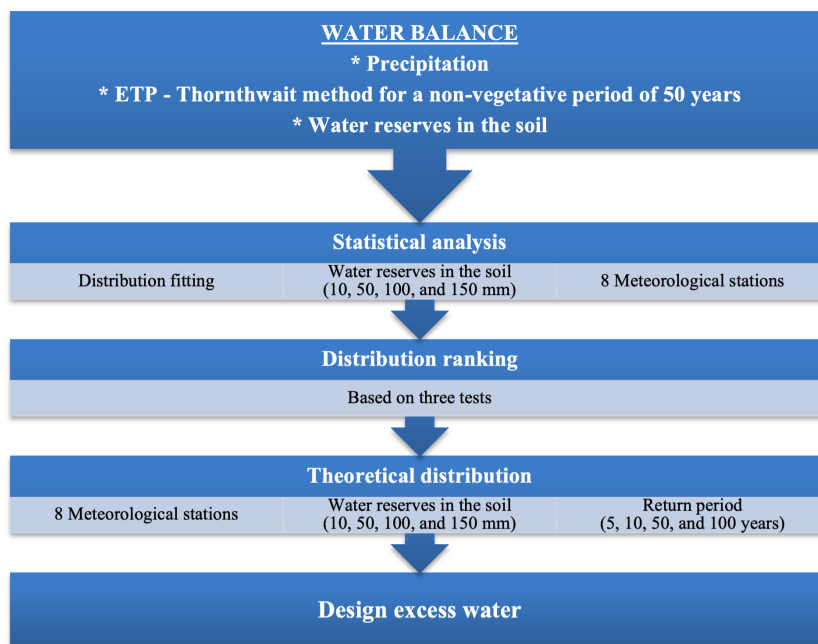 WATER BALANCE
* Precipitation
* ETP - Thornthwait method for a non-vegetative period of 50 years
* Water reserves in the soil
Statistical analysis
Distribution fitting
Water reserves in the soil
(10, 50, 100, and 150 mm)
8 Meteorological stations
Distribution ranking
Based on three tests
Theoretical distribution
8 Meteorological stations
Water reserves in the soil
(10, 50, 100, and 150 mm)
Return period
(5, 10, 50, and 100 years)
Design excess water